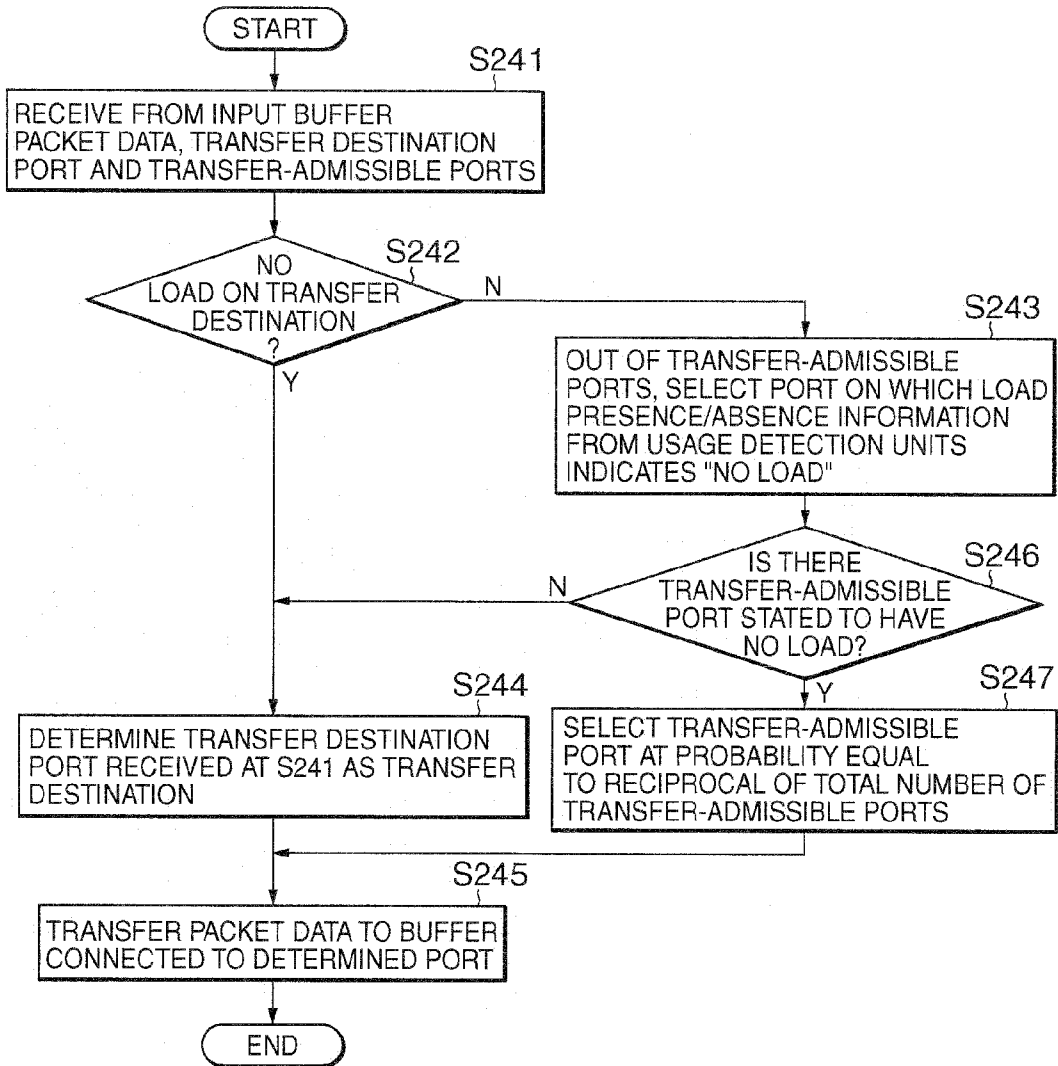 START
S241
RECEIVE FROM INPUT BUFFER
PACKET DATA, TRANSFER DESTINATION
PORT AND TRANSFER-ADMISSIBLE PORTS
S242
NO
LOAD ON TRANSFER
DESTINATION
?
N
Y
S243
OUT OF TRANSFER-ADMISSIBLE
PORTS, SELECT PORT ON WHICH LOAD
PRESENCE/ABSENCE INFORMATION
FROM USAGE DETECTION UNITS
INDICATES "NO LOAD"
S246
IS THERE
TRANSFER-ADMISSIBLE
PORT STATED TO HAVE
NO LOAD?
N
Y
S247
SELECT TRANSFER-ADMISSIBLE
PORT AT PROBABILITY EQUAL
TO RECIPROCAL OF TOTAL NUMBER OF
TRANSFER-ADMISSIBLE PORTS
S244
DETERMINE TRANSFER DESTINATION
PORT RECEIVED AT S241 AS TRANSFER
DESTINATION
S245
TRANSFER PACKET DATA TO BUFFER
CONNECTED TO DETERMINED PORT
END